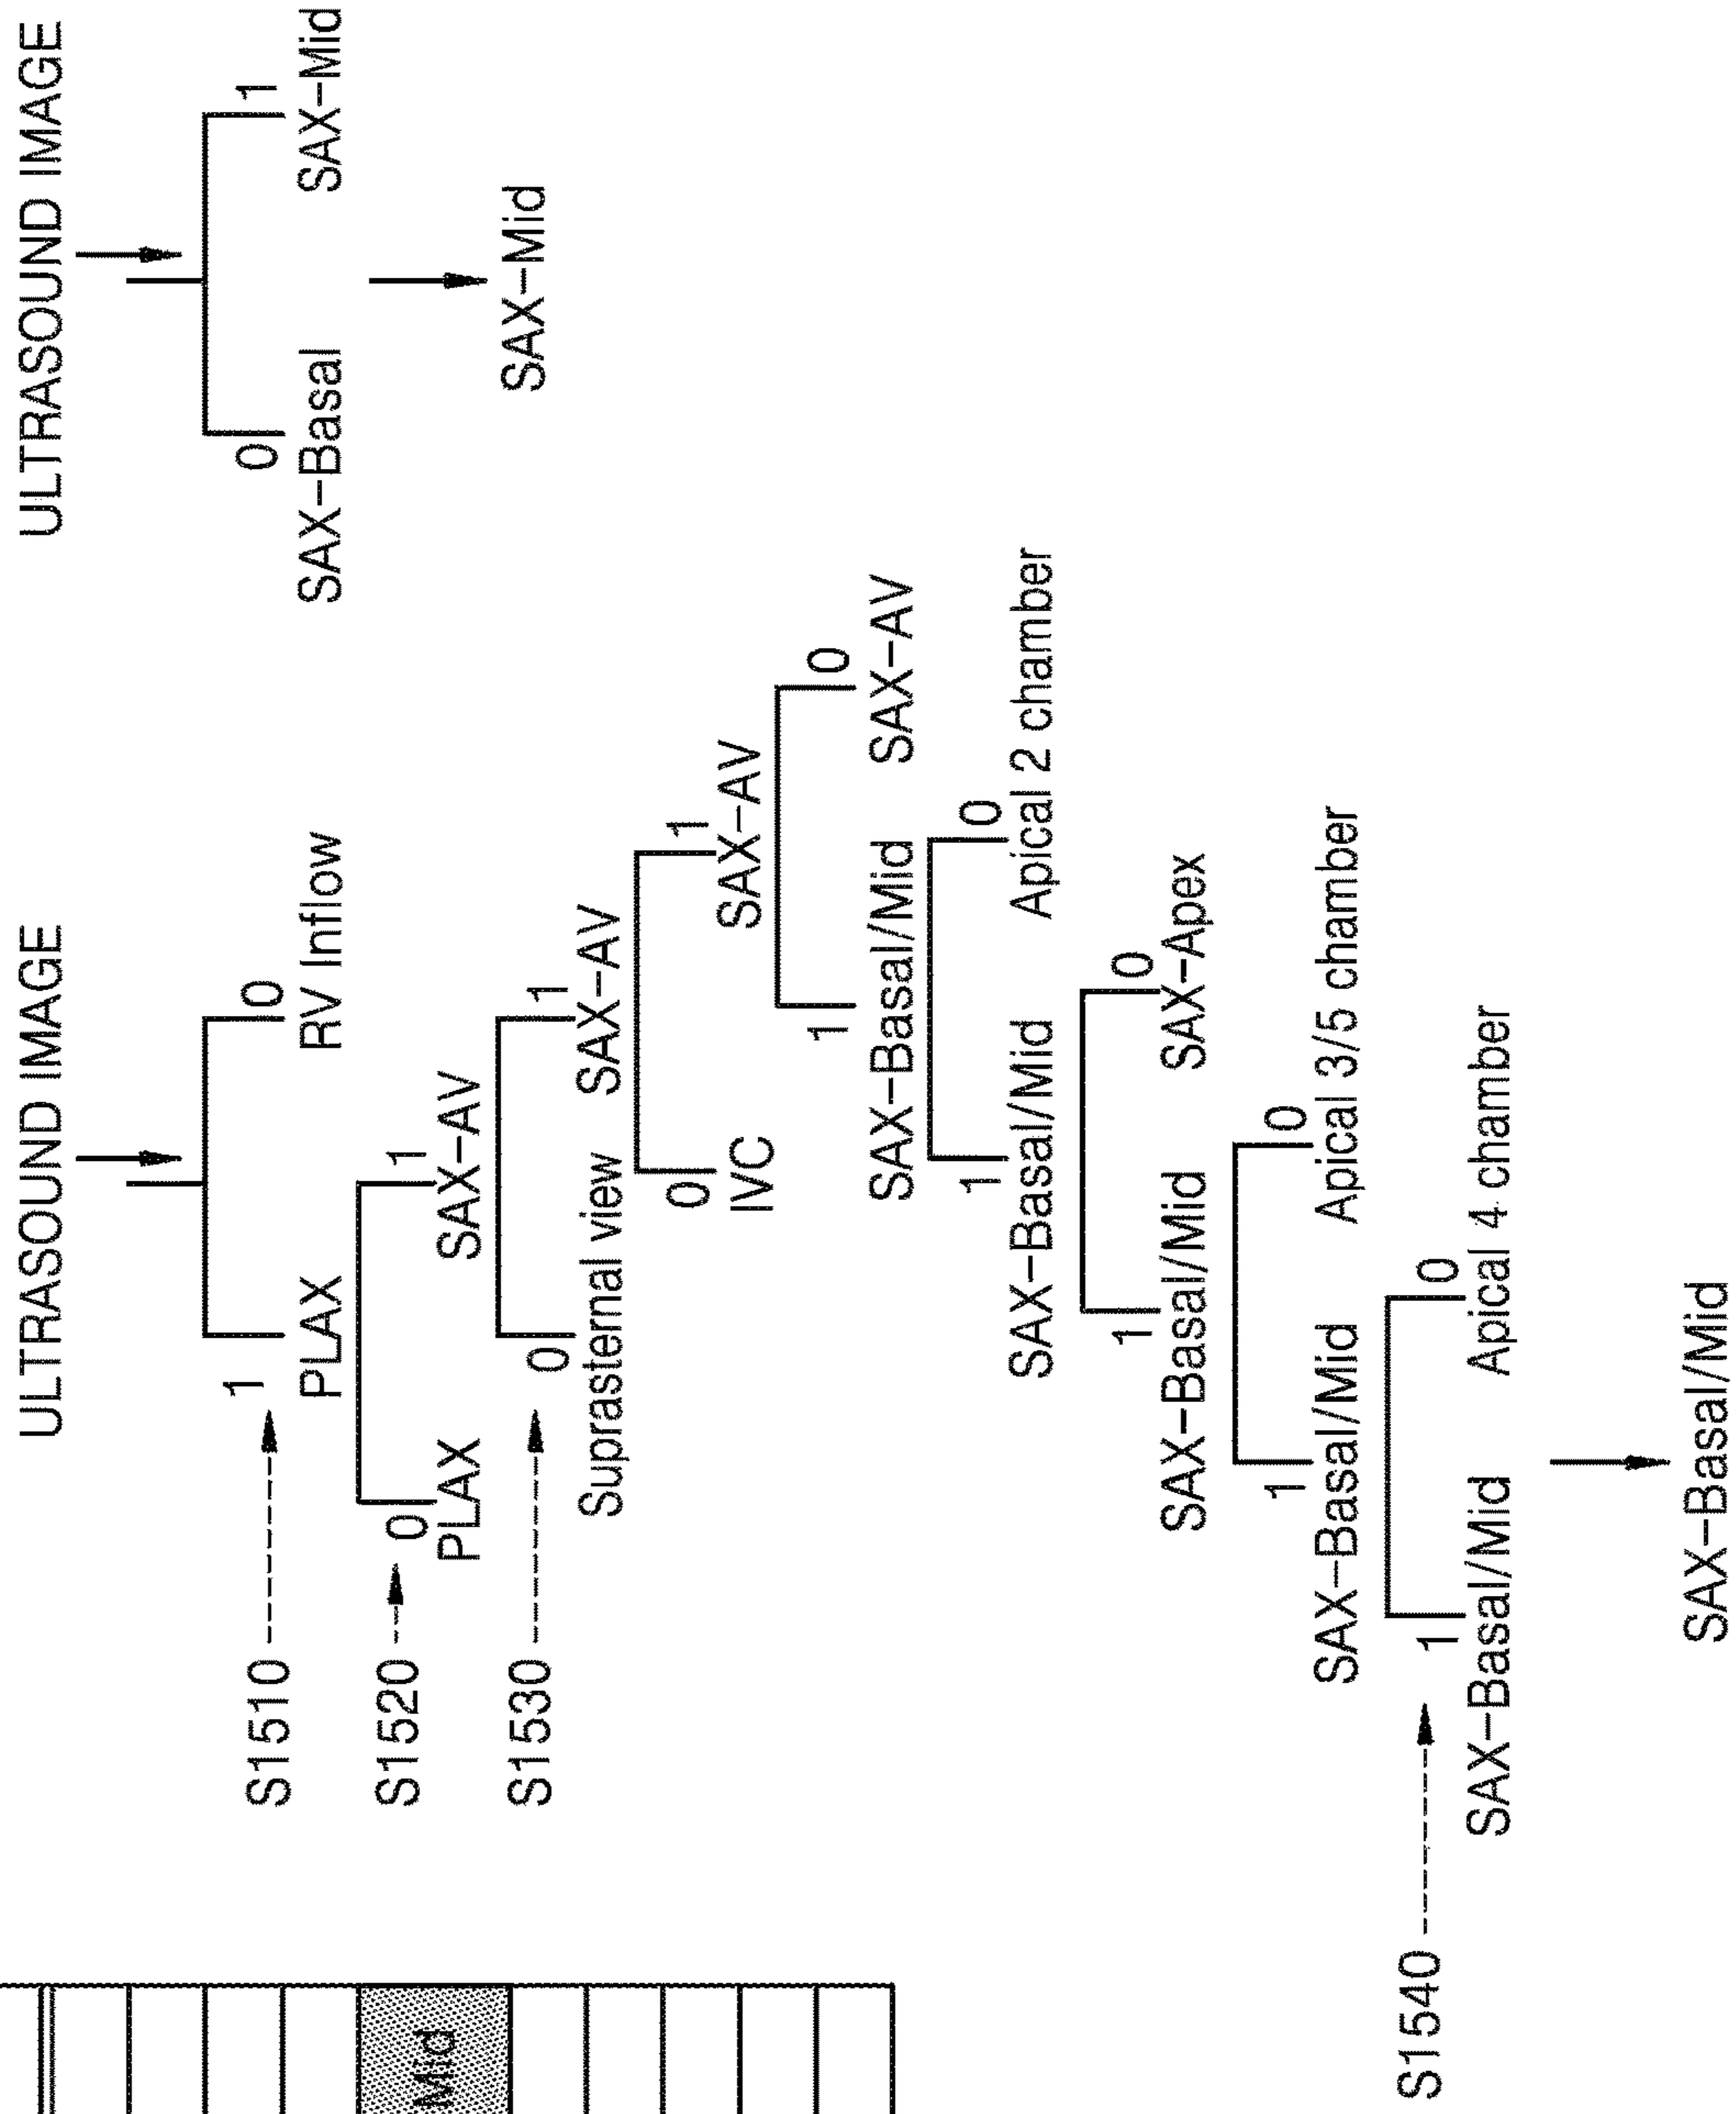 ULTRASOUND IMAGE
1 0
PLAX RV Inflow
S1510
0 1
PLAX SAX-AV
S1520
0 1
Suprasternal view SAX-AV
S1530
0 1
IVC SAX-AV
1 0
SAX-Basal/Mid SAX-AV
1 0
SAX-Basal/Mid Apical 2 chamber
1 0
SAX-Basal/Mid SAX-Apex
1 0
SAX-Basal/Mid Apical 3/5 chamber
1 0
SAX-Basal/Mid Apical 4 chamber
S1540
SAX-Basal/Mid
ULTRASOUND IMAGE
0 1
SAX-Basal SAX-Mid
SAX-Mid
Mid